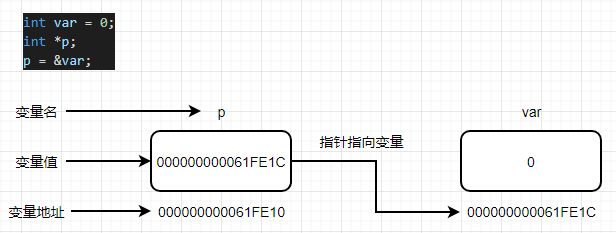 int var = 0;
int *p;
p = &var;
变量名 p var
指针指向变量
变量值 000000000061FE1C 0
变量地址 000000000061FE10 000000000061FE1C